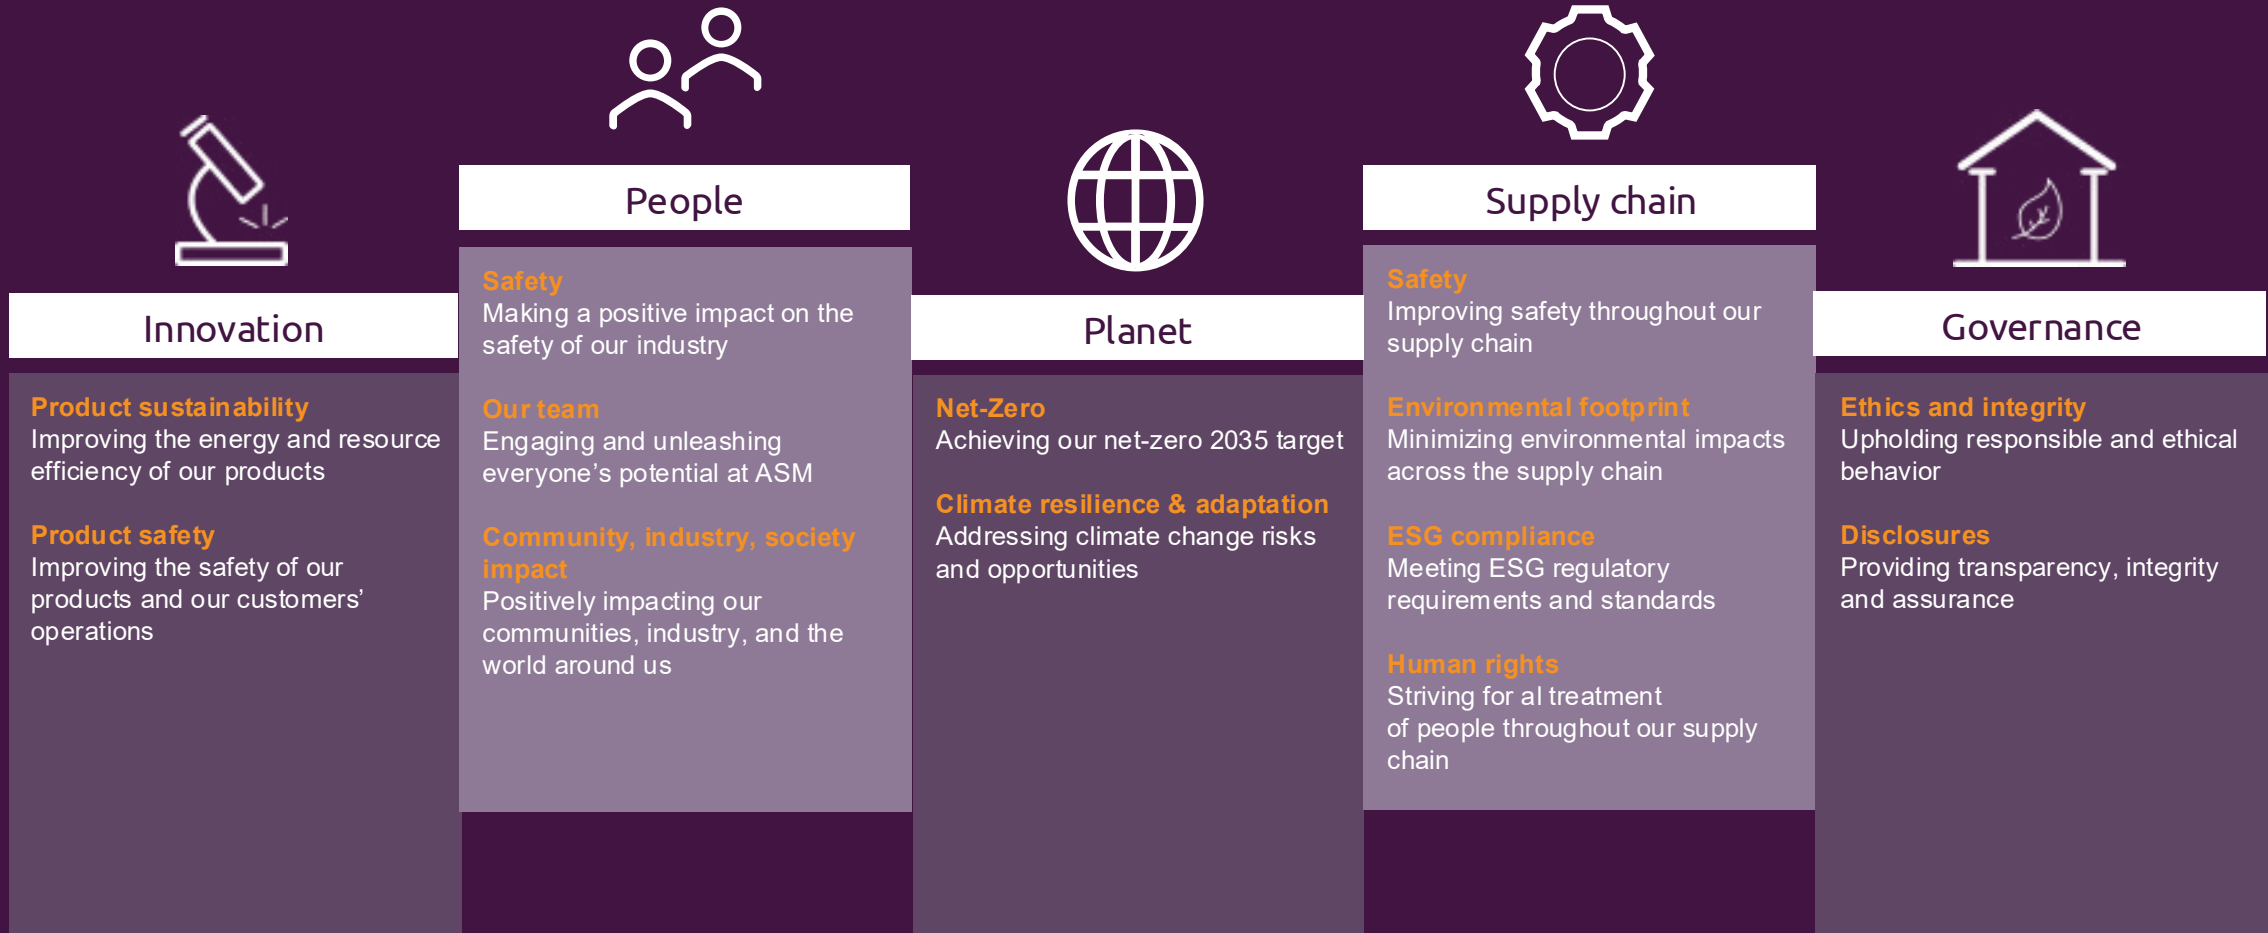 Innovation
Product sustainability
Improving the energy and resource
efficiency of our products
Product safety
Improving the safety of our
products and our customers’
operations
People
Safety
Making a positive impact on the
safety of our industry
Our team
Engaging and unleashing
everyone’s potential at ASM
Community, industry, society
impact
Positively impacting our
communities, industry, and the
world around us
Planet
Net-Zero
Achieving our net-zero 2035 target
Climate resilience & adaptation
Addressing climate change risks
and opportunities
Supply chain
Safety
Improving safety throughout our
supply chain
Environmental footprint
Minimizing environmental impacts
across the supply chain
ESG compliance
Meeting ESG regulatory
requirements and standards
Human rights
Striving for al treatment
of people throughout our supply
chain
Governance
Ethics and integrity
Upholding responsible and ethical
behavior
Disclosures
Providing transparency, integrity
and assurance